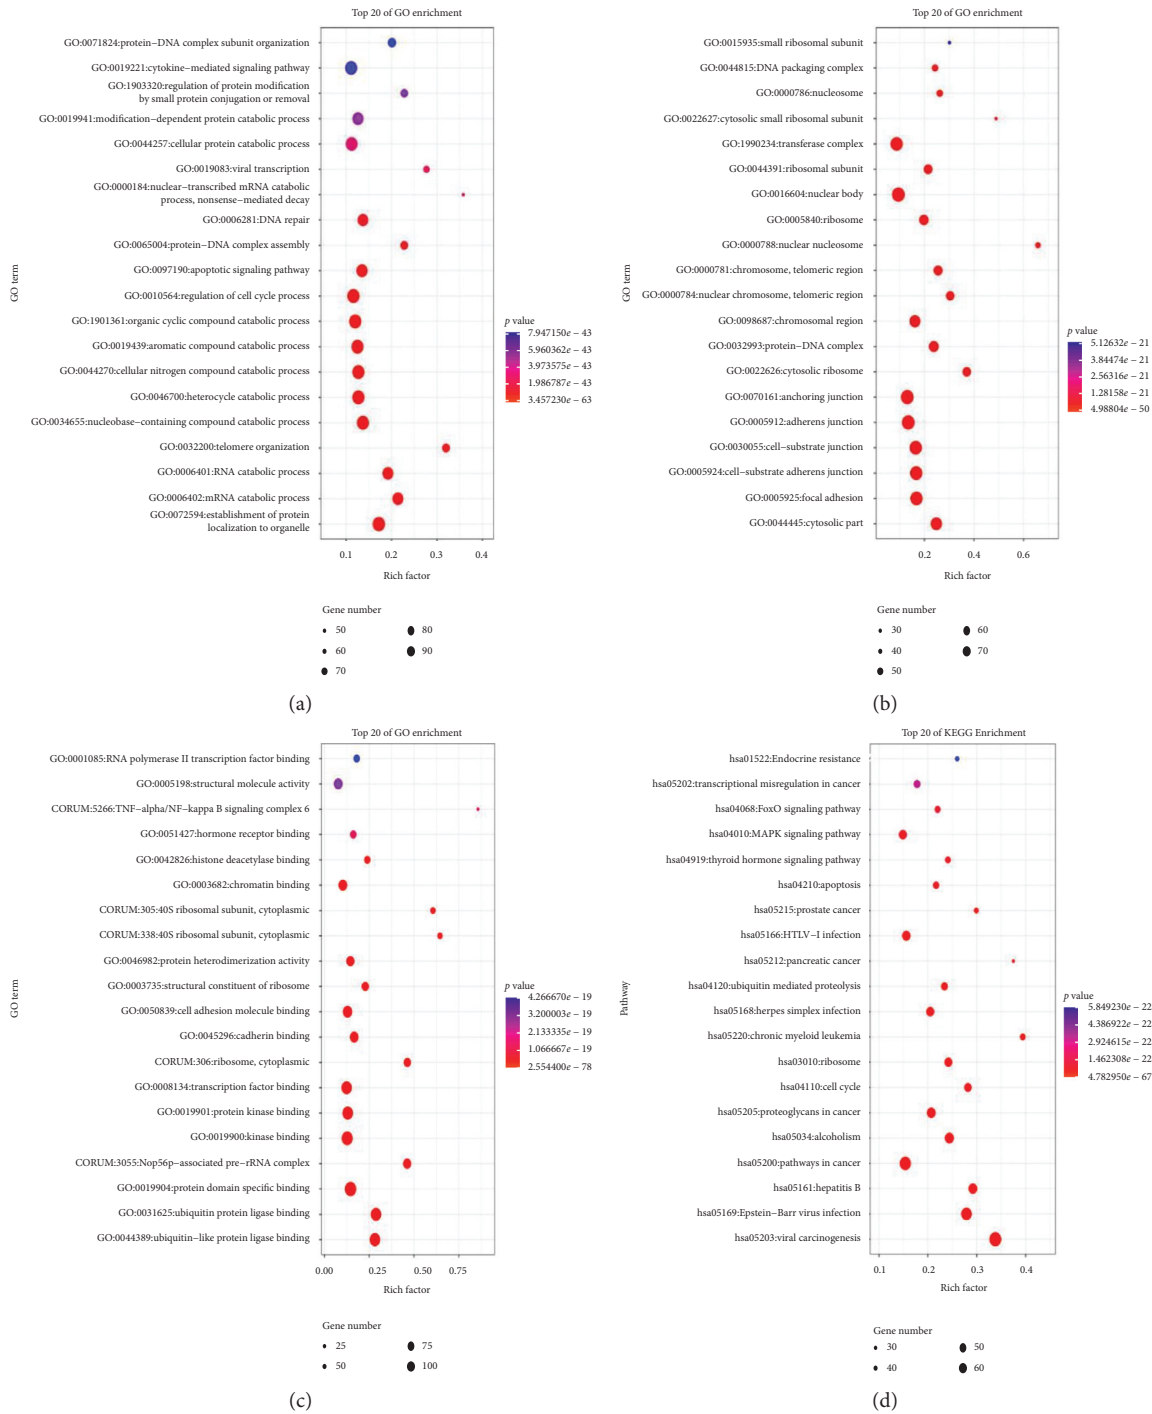 Top 20 of GO enrichment
GO term
GO:0071824:protein−DNA complex subunit organization
GO:0019221:cytokine−mediated signaling pathway
GO:1903320:regulation of protein modification
by small protein conjugation or removal
GO:0019941:modification−dependent protein catabolic process
GO:0044257:cellular protein catabolic process
GO:0019083:viral transcription
GO:0000184:nuclear−transcribed mRNA catabolic
process, nonsense−mediated decay
GO:0006281:DNA repair
GO:0065004:protein−DNA complex assembly
GO:0097190:apoptotic signaling pathway
GO:0010564:regulation of cell cycle process
GO:1901361:organic cyclic compound catabolic process
GO:0019439:aromatic compound catabolic process
GO:0044270:cellular nitrogen compound catabolic process
GO:0046700:heterocycle catabolic process
GO:0034655:nucleobase−containing compound catabolic process
GO:0032200:telomere organization
GO:0006401:RNA catabolic process
GO:0006402:mRNA catabolic process
GO:0072594:establishment of protein
localization to organelle
0.1 0.2 0.3 0.4
Rich factor
p value
7.947150e − 43
5.960362e − 43
3.973575e − 43
1.986787e − 43
3.457230e − 63
Gene number
50 80
60 90
70
(a)
Top 20 of GO enrichment
GO term
GO:0015935:small ribosomal subunit
GO:0044815:DNA packaging complex
GO:0000786:nucleosome
GO:0022627:cytosolic small ribosomal subunit
GO:1990234:transferase complex
GO:0044391:ribosomal subunit
GO:0016604:nuclear body
GO:0005840:ribosome
GO:0000788:nuclear nucleosome
GO:0000781:chromosome, telomeric region
GO:0000784:nuclear chromosome, telomeric region
GO:0098687:chromosomal region
GO:0032993:protein−DNA complex
GO:0022626:cytosolic ribosome
GO:0070161:anchoring junction
GO:0005912:adherens junction
GO:0030055:cell−substrate junction
GO:0005924:cell−substrate adherens junction
GO:0005925:focal adhesion
GO:0044445:cytosolic part
0.2 0.4 0.6
Rich factor
p value
5.12632e − 21
3.84474e − 21
2.56316e − 21
1.28158e − 21
4.98804e − 50
Gene number
30 60
40 70
50
(b)
Top 20 of GO enrichment
GO term
GO:0001085:RNA polymerase II transcription factor binding
GO:0005198:structural molecule activity
CORUM:5266:TNF−alpha/NF−kappa B signaling complex 6
GO:0051427:hormone receptor binding
GO:0042826:histone deacetylase binding
GO:0003682:chromatin binding
CORUM:305:40S ribosomal subunit, cytoplasmic
CORUM:338:40S ribosomal subunit, cytoplasmic
GO:0046982:protein heterodimerization activity
GO:0003735:structural constituent of ribosome
GO:0050839:cell adhesion molecule binding
GO:0045296:cadherin binding
CORUM:306:ribosome, cytoplasmic
GO:0008134:transcription factor binding
GO:0019901:protein kinase binding
GO:0019900:kinase binding
CORUM:3055:Nop56p−associated pre−rRNA complex
GO:0019904:protein domain specific binding
GO:0031625:ubiquitin protein ligase binding
GO:0044389:ubiquitin−like protein ligase binding
0.00 0.25 0.50 0.75
Rich factor
p value
4.266670e − 19
3.200003e − 19
2.133335e − 19
1.066667e − 19
2.554400e − 78
Gene number
25 75
50 100
(c)
Top 20 of KEGG Enrichment
Pathway
hsa01522:Endocrine resistance
hsa05202:transcriptional misregulation in cancer
hsa04068:FoxO signaling pathway
hsa04010:MAPK signaling pathway
hsa04919:thyroid hormone signaling pathway
hsa04210:apoptosis
hsa05215:prostate cancer
hsa05166:HTLV−I infection
hsa05212:pancreatic cancer
hsa04120:ubiquitin mediated proteolysis
hsa05168:herpes simplex infection
hsa05220:chronic myeloid leukemia
hsa03010:ribosome
hsa04110:cell cycle
hsa05205:proteoglycans in cancer
hsa05034:alcoholism
hsa05200:pathways in cancer
hsa05161:hepatitis B
hsa05169:Epstein−Barr virus infection
hsa05203:viral carcinogenesis
0.1 0.2 0.3 0.4
Rich factor
p value
5.849230e − 22
4.386922e − 22
2.924615e − 22
1.462308e − 22
4.782950e − 67
Gene number
30 50
40 60
(d)